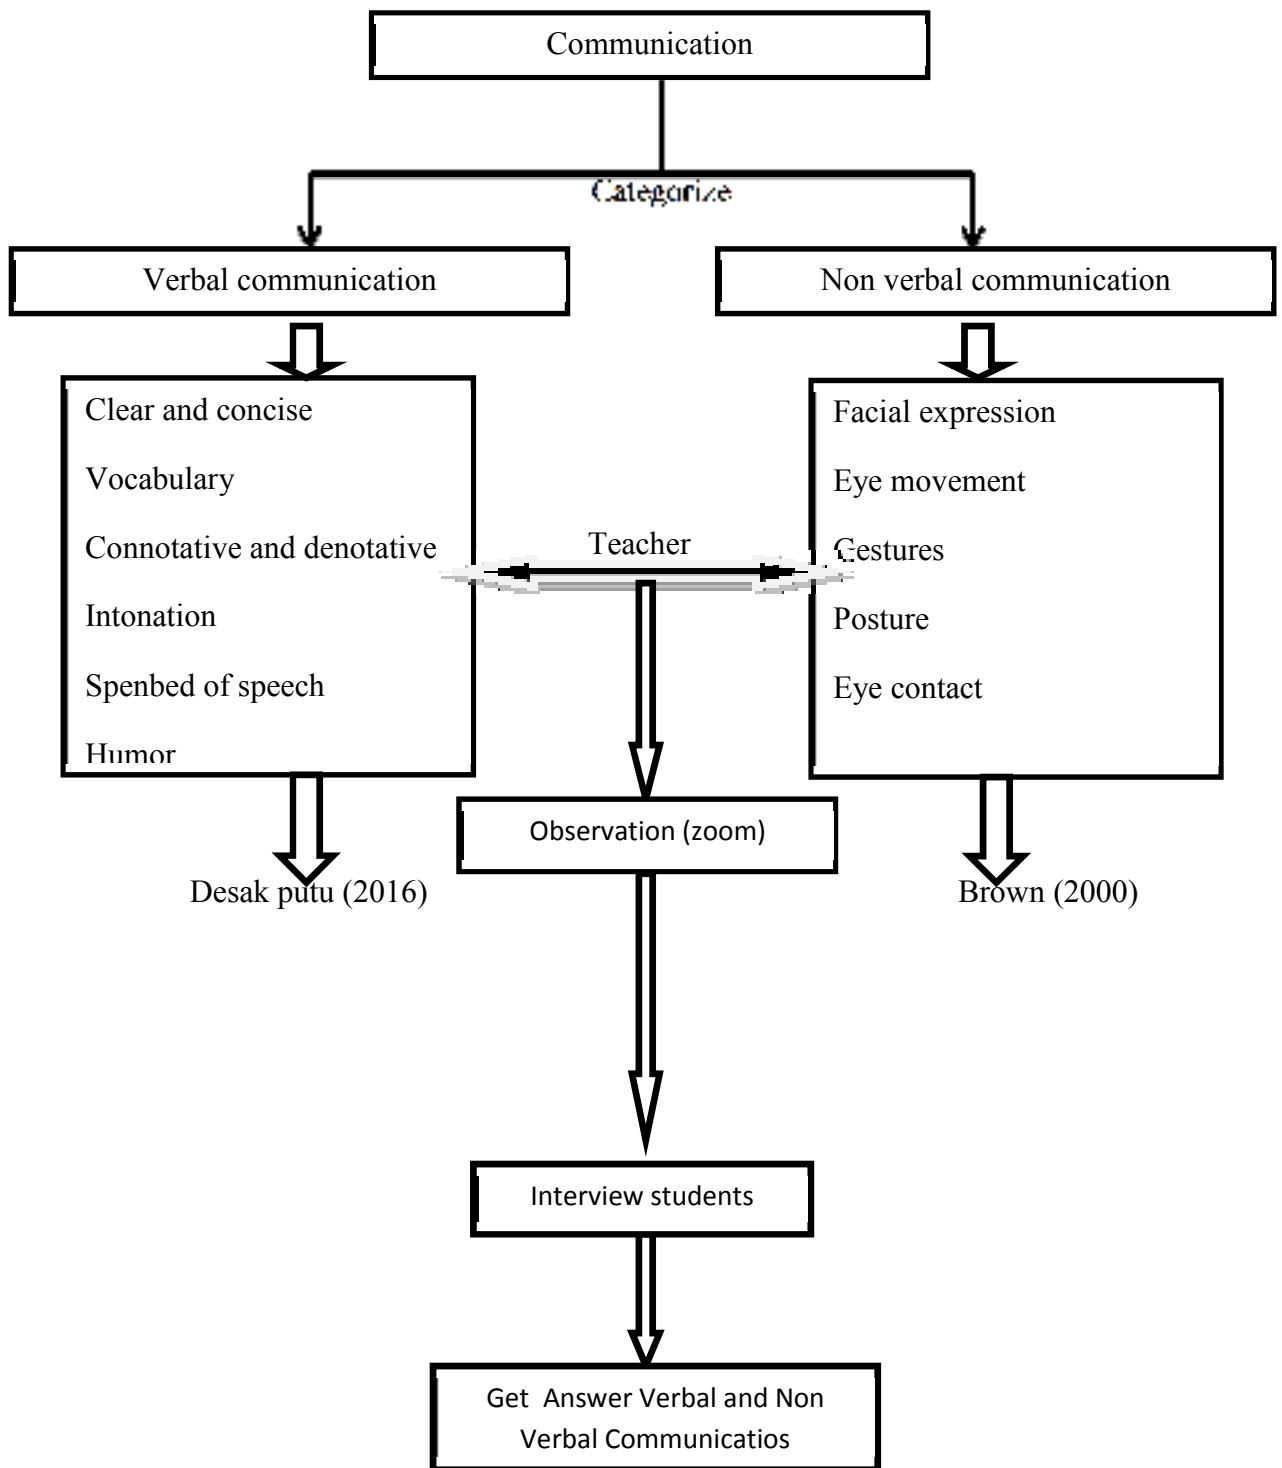 Communication
Categorize
Verbal communication
Non verbal communication
Clear and concise
Vocabulary
Connotative and denotative
Intonation
Spenbed of speech
Humor
Teacher
Facial expression
Eye movement
Gestures
Posture
Eye contact
Observation (zoom)
Desak putu (2016)
Brown (2000)
Interview students
Get Answer Verbal and Non
Verbal Communicatios